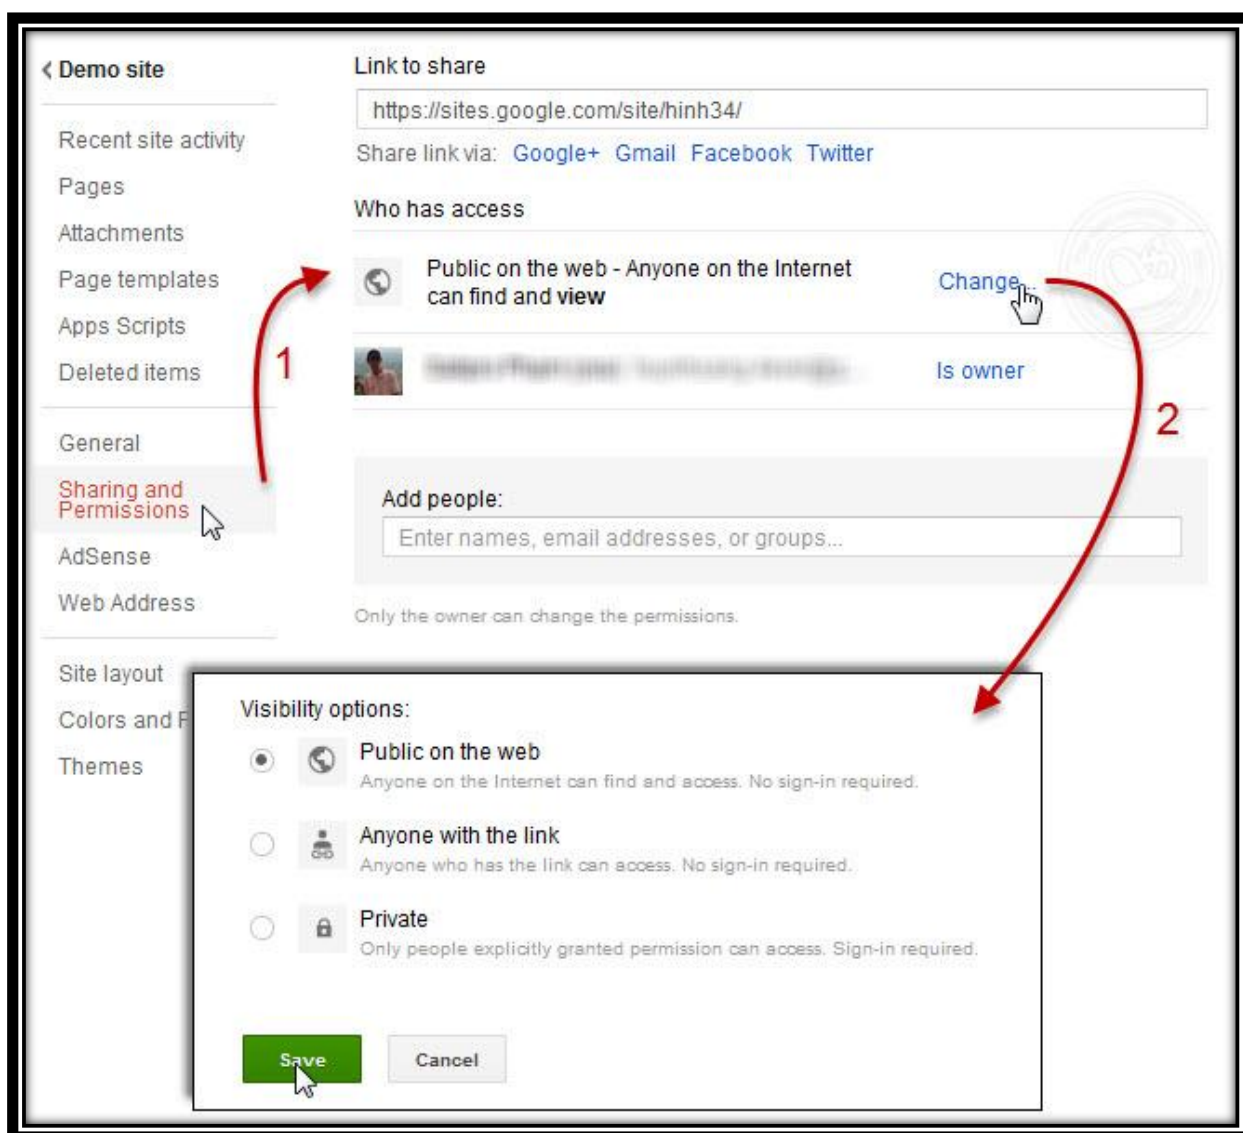 Demo site
Recent site activity
Pages
Attachments
Page templates
Apps Scripts
Deleted items
General
Sharing and
Permissions
AdSense
Web Address
Site layout
Colors and
Themes
Link to share
https://sites.google.com/site/hinh34/
Share link via: Google+ Gmail Facebook Twitter
Who has access
Public on the web - Anyone on the Internet
can find and view
Change...
Is owner
1
2
Add people:
Enter names, email addresses, or groups...
Only the owner can change the permissions.
Visibility options:
Public on the web
Anyone on the Internet can find and access. No sign-in required.
Anyone with the link
Anyone who has the link can access. No sign-in required.
Private
Only people explicitly granted permission can access. Sign-in required.
Save Cancel